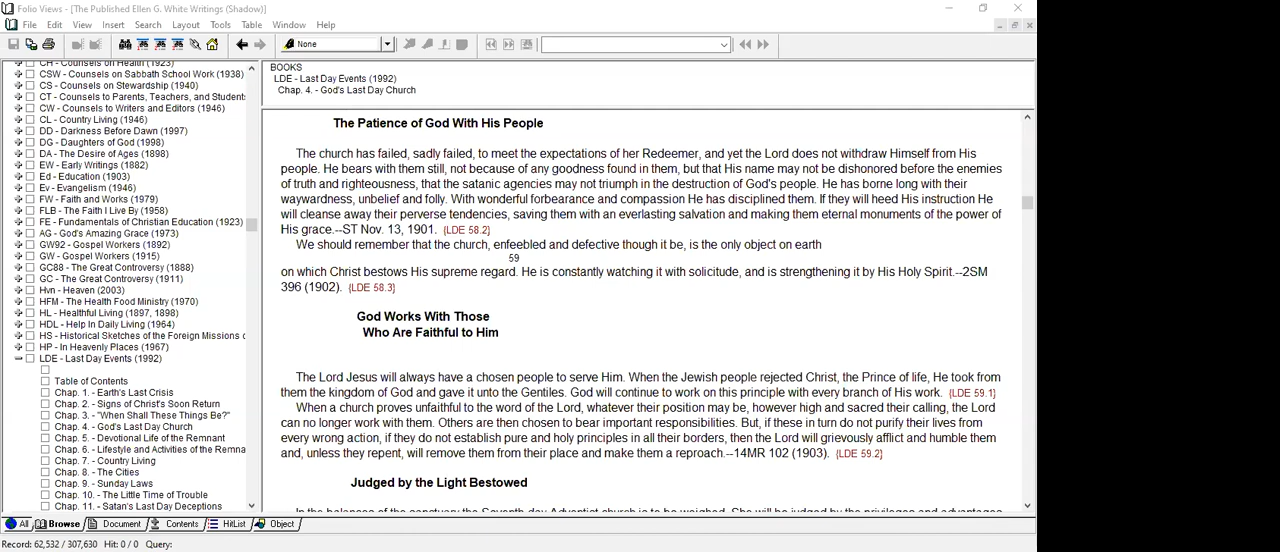 Folio Views - [The Published Ellen G. White Writings (Shadow)]
File Edit View Insert Search Layout Tools Table Window Help
None
CH - Counsels on Health (1923)
CSW - Counsels on Sabbath School Work (1938)
CS - Counsels on Stewardship (1940)
CT - Counsels to Parents, Teachers, and Student
CW - Counsels to Writers and Editors (1946)
CL - Country Living (1946)
DD - Darkness Before Dawn (1997)
DG - Daughters of God (1998)
DA - The Desire of Ages (1898)
EW - Early Writings (1882)
Ed - Education (1903)
Ev - Evangelism (1946)
FW - Faith and Works (1979)
FLB - The Faith I Live By (1958)
FE - Fundamentals of Christian Education (1923)
AG - God's Amazing Grace (1973)
GW92 - Gospel Workers (1892)
GW - Gospel Workers (1915)
GC88 - The Great Controversy (1888)
GC - The Great Controversy (1911)
Hvn - Heaven (2003)
HFM - The Health Food Ministry (1970)
HL - Healthful Living (1897, 1898)
HDL - Help In Daily Living (1964)
HS - Historical Sketches of the Foreign Missions o
HP - In Heavenly Places (1967)
LDE - Last Day Events (1992)
Table of Contents
Chap. 1. - Earth's Last Crisis
Chap. 2. - Signs of Christ's Soon Return
Chap. 3. - "When Shall These Things Be?"
Chap. 4. - God's Last Day Church
Chap. 5. - Devotional Life of the Remnant
Chap. 6. - Lifestyle and Activities of the Remna
Chap. 7. - Country Living
Chap. 8. - The Cities
Chap. 9. - Sunday Laws
Chap. 10. - The Little Time of Trouble
Chap. 11. - Satan's Last Day Deceptions
BOOKS
LDE - Last Day Events (1992)
Chap. 4. - God's Last Day Church
The Patience of God With His People
The church has failed, sadly failed, to meet the expectations of her Redeemer, and yet the Lord does not withdraw Himself from His
people. He bears with them still, not because of any goodness found in them, but that His name may not be dishonored before the enemies
of truth and righteousness, that the satanic agencies may not triumph in the destruction of God's people. He has borne long with their
waywardness, unbelief and folly. With wonderful forbearance and compassion He has disciplined them. If they will heed His instruction He
will cleanse away their perverse tendencies, saving them with an everlasting salvation and making them eternal monuments of the power of
His grace.--ST Nov. 13, 1901. {LDE 58.2}
We should remember that the church, enfeebled and defective though it be, is the only object on earth
59
on which Christ bestows His supreme regard. He is constantly watching it with solicitude, and is strengthening it by His Holy Spirit.--2SM
396 (1902). {LDE 58.3}
God Works With Those
Who Are Faithful to Him
The Lord Jesus will always have a chosen people to serve Him. When the Jewish people rejected Christ, the Prince of life, He took from
them the kingdom of God and gave it unto the Gentiles. God will continue to work on this principle with every branch of His work. {LDE 59.1}
When a church proves unfaithful to the word of the Lord, whatever their position may be, however high and sacred their calling, the Lord
can no longer work with them. Others are then chosen to bear important responsibilities. But, if these in turn do not purify their lives from
every wrong action, if they do not establish pure and holy principles in all their borders, then the Lord will grievously afflict and humble them
and, unless they repent, will remove them from their place and make them a reproach.--14MR 102 (1903). {LDE 59.2}
Judged by the Light Bestowed
In the balances of the sanctuary the Seventh-day Adventist church is to be weighed. She will be judged by the privileges and advantages
All Browse Document Contents HitList Object
Record: 62,532 / 307,630 Hit: 0 / 0 Query: